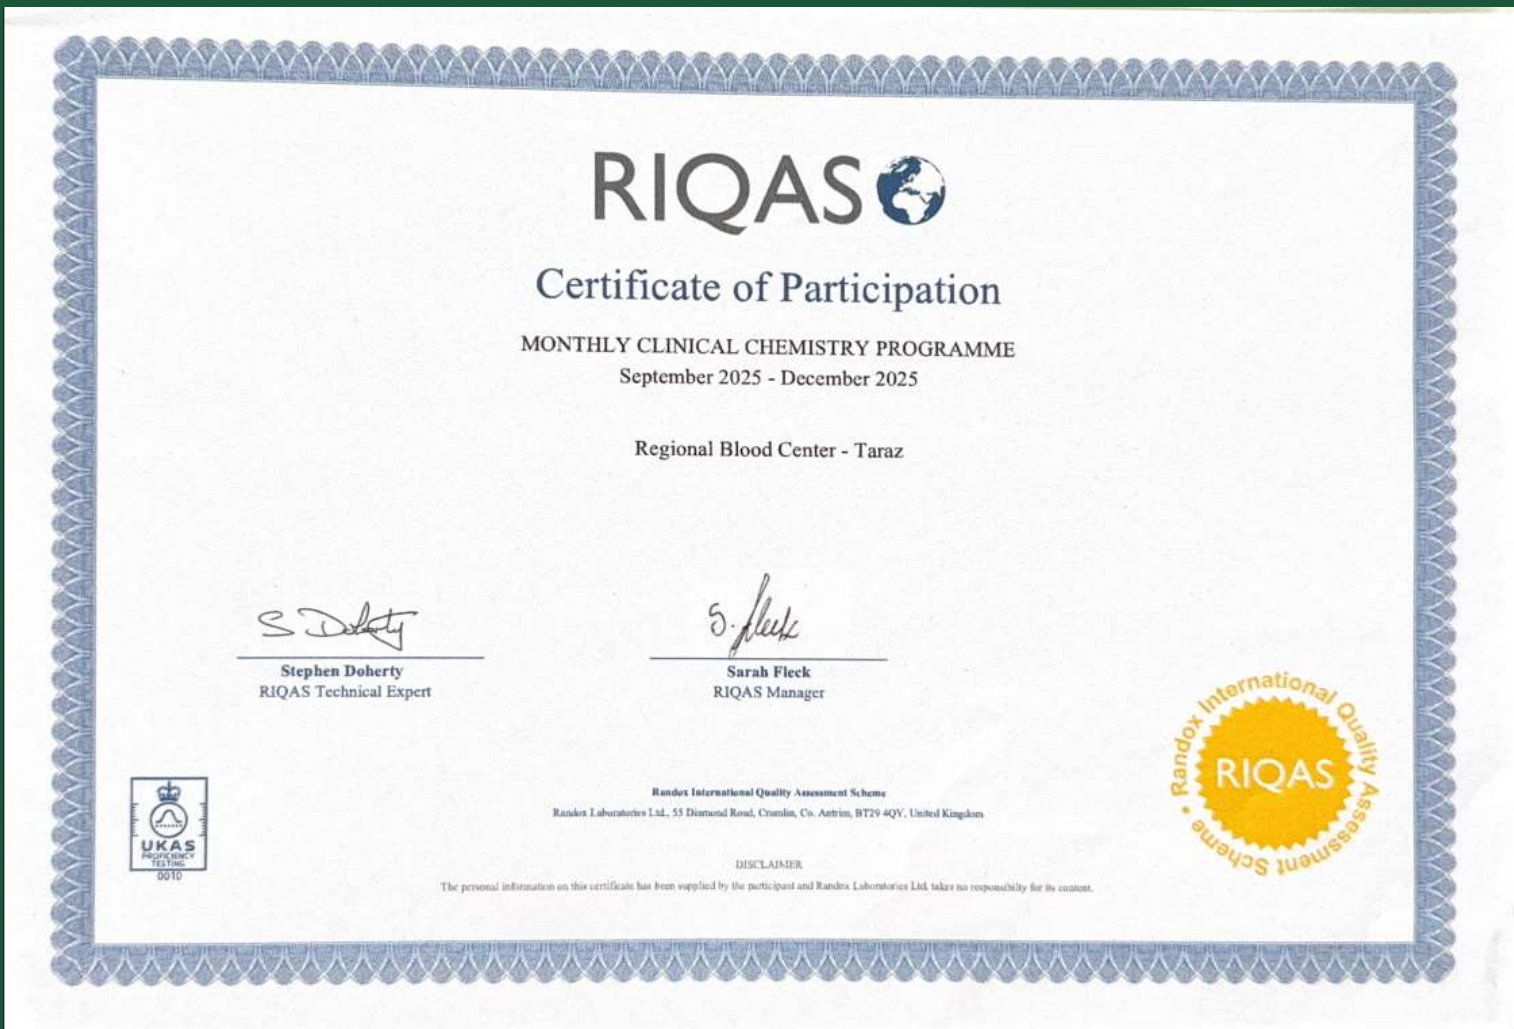 RIQAS
Certificate of Participation
MONTHLY CLINICAL CHEMISTRY PROGRAMME
September 2025 - December 2025
Regional Blood Center - Taraz
S Doherty
S. Fleck
Stephen Doherty
RIQAS Technical Expert
Sarah Fleck
RIQAS Manager
Randox International Quality Assessment Scheme
Randox Laboratories Ltd., 55 Diamond Road, Crumlin, Co. Antrim, BT29 4QY, United Kingdom
UKAS
PROFICIENCY
TESTING
0010
DISCLAIMER
The personal information on this certificate has been supplied by the participant and Randox Laboratories Ltd. takes no responsibility for its content.
Randox International Quality Assessment Scheme •
RIQAS